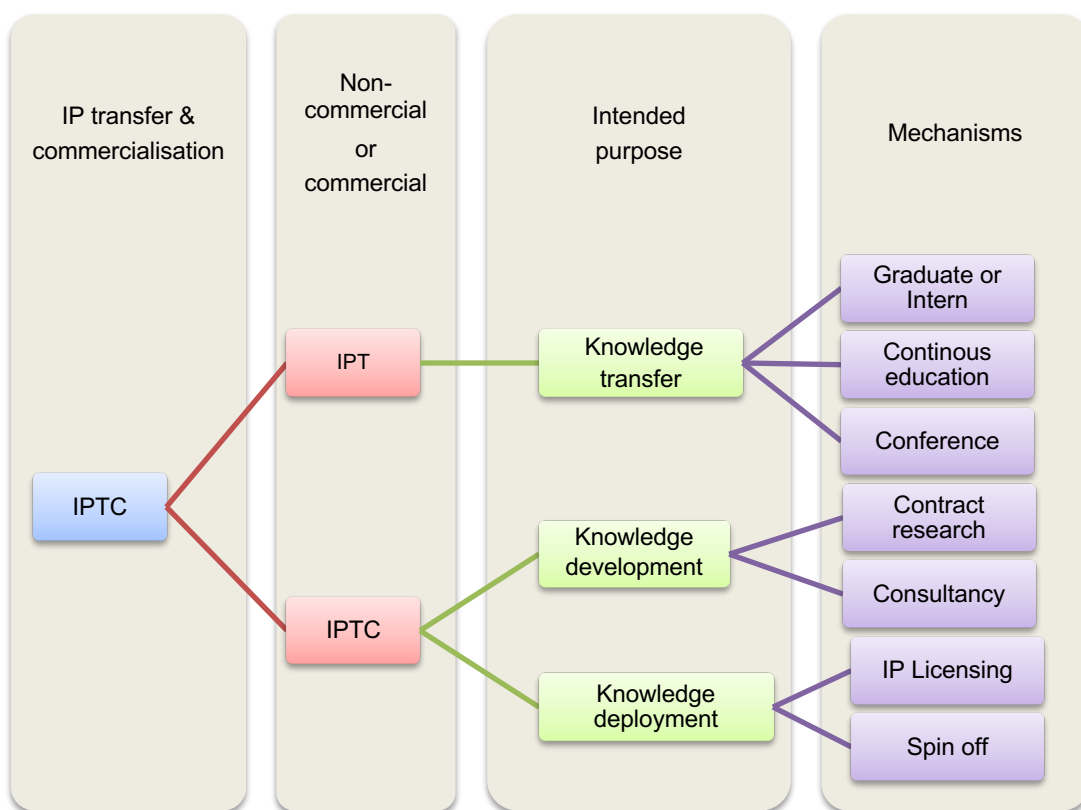 IP transfer &
commercialisation
Non-
commercial
or
commercial
Intended
purpose
Mechanisms
IPTC
IPT
IPTC
Knowledge
transfer
Knowledge
development
Knowledge
deployment
Graduate or
Intern
Continous
education
Conference
Contract
research
Consultancy
IP Licensing
Spin off